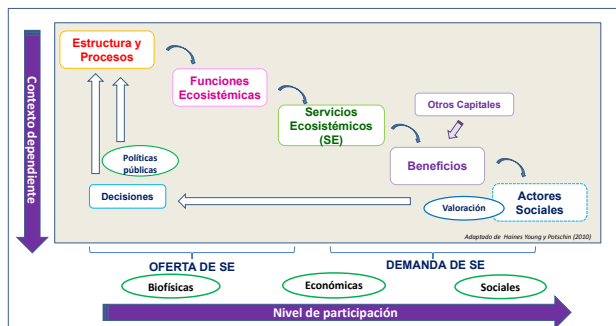 Contexto dependiente
Estructura y
Procesos
Funciones
Ecosistémicas
Servicios
Ecosistémicos
(SE)
Otros Capitales
Beneficios
Políticas
públicas
Decisiones
Valoración
Actores
Sociales
Adaptado de Haines Young y Potschin (2010)
OFERTA DE SE
DEMANDA DE SE
Biofísicas
Económicas
Sociales
Nivel de participación